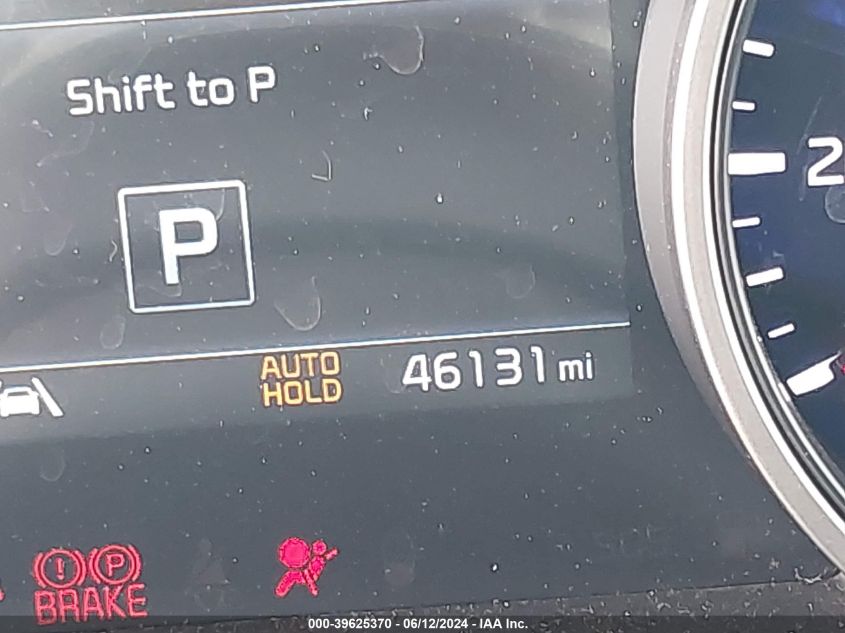 Shift to P
P
2
AUTO
HOLD
46131 mi
! P
BRAKE
000-39625370 - 06/12/2024 - IAA Inc.